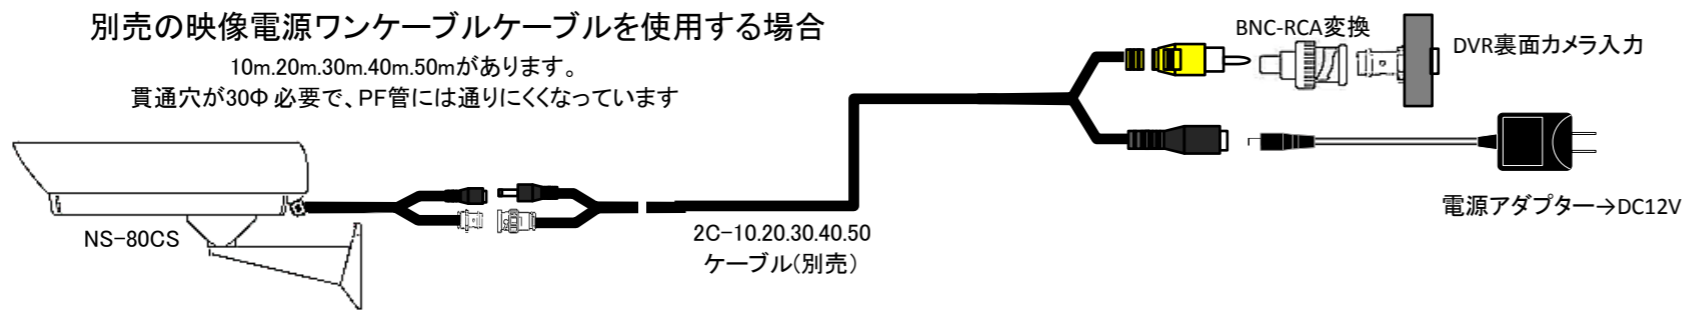 別売の映像電源ワンケーブルケーブルを使用する場合
10m.20m.30m.40m.50mがあります。
貫通穴が30Φ 必要で、PF管には通りにくくなっています
BNC-RCA変換
DVR裏面カメラ入力
電源アダプター→DC12V
NS-80CS
2C-10.20.30.40.50
ケーブル(別売)